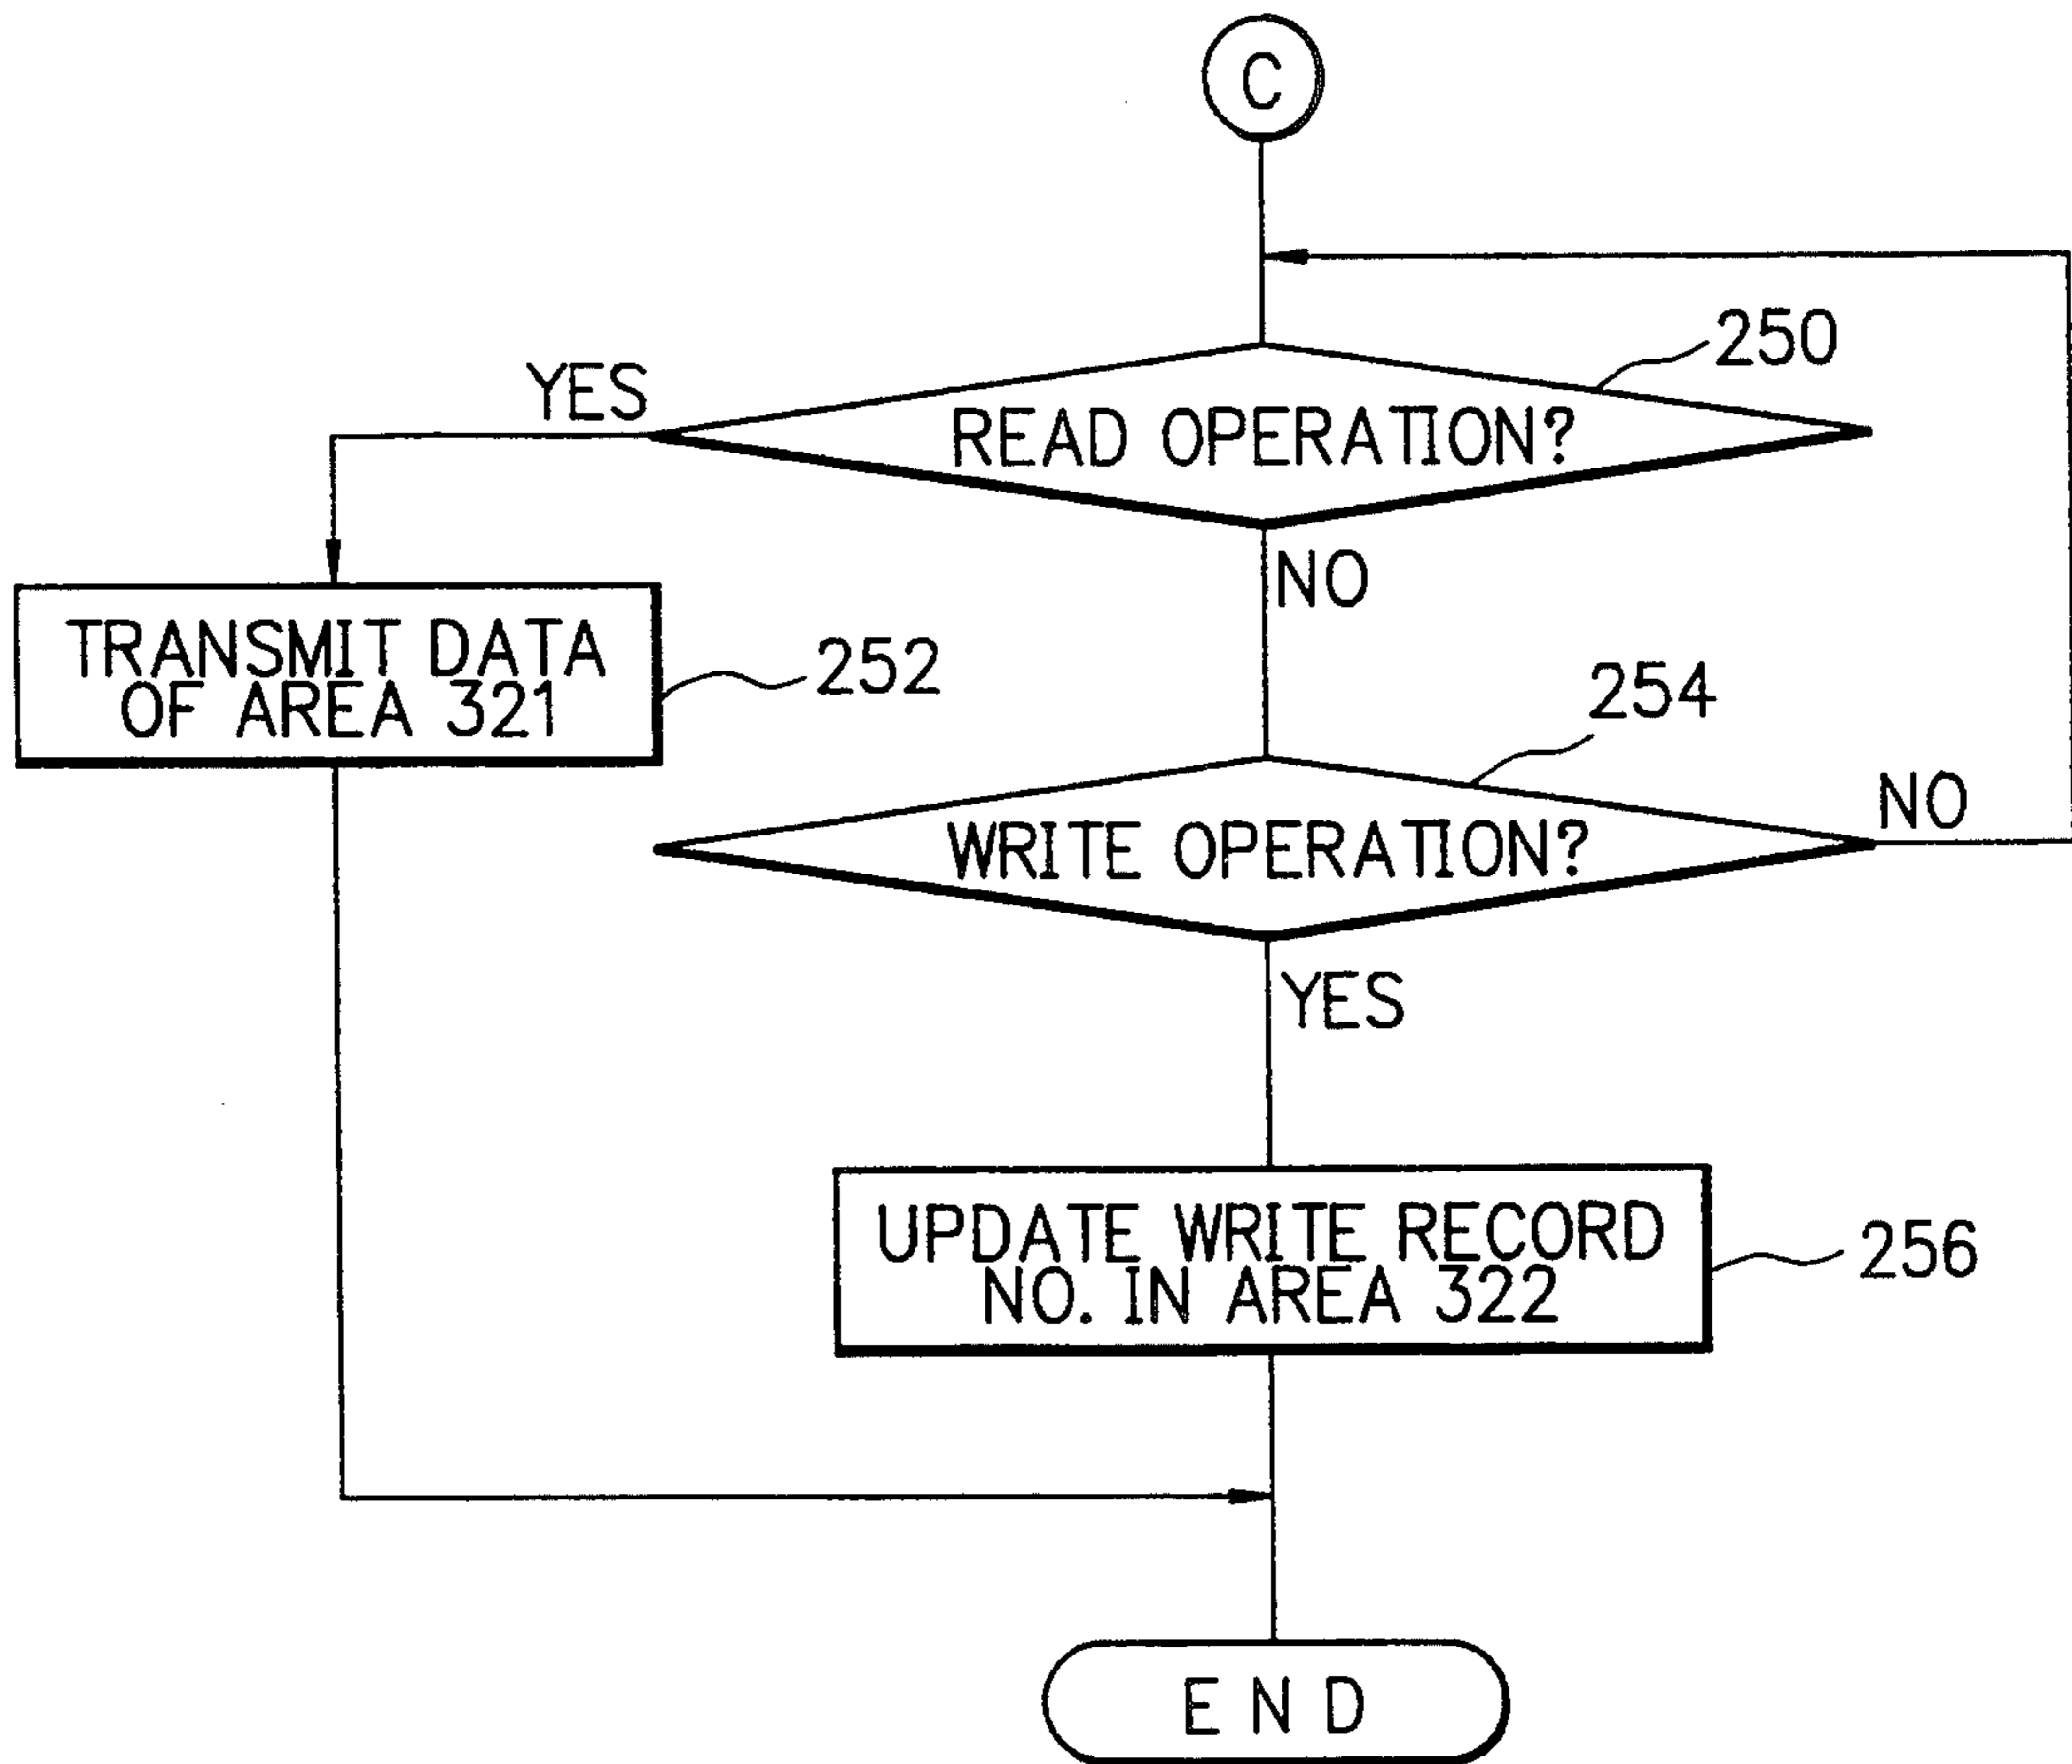 C
250
YES
READ OPERATION?
NO
TRANSMIT DATA
OF AREA 321
252
254
NO
WRITE OPERATION?
YES
UPDATE WRITE RECORD
NO. IN AREA 322
256
END